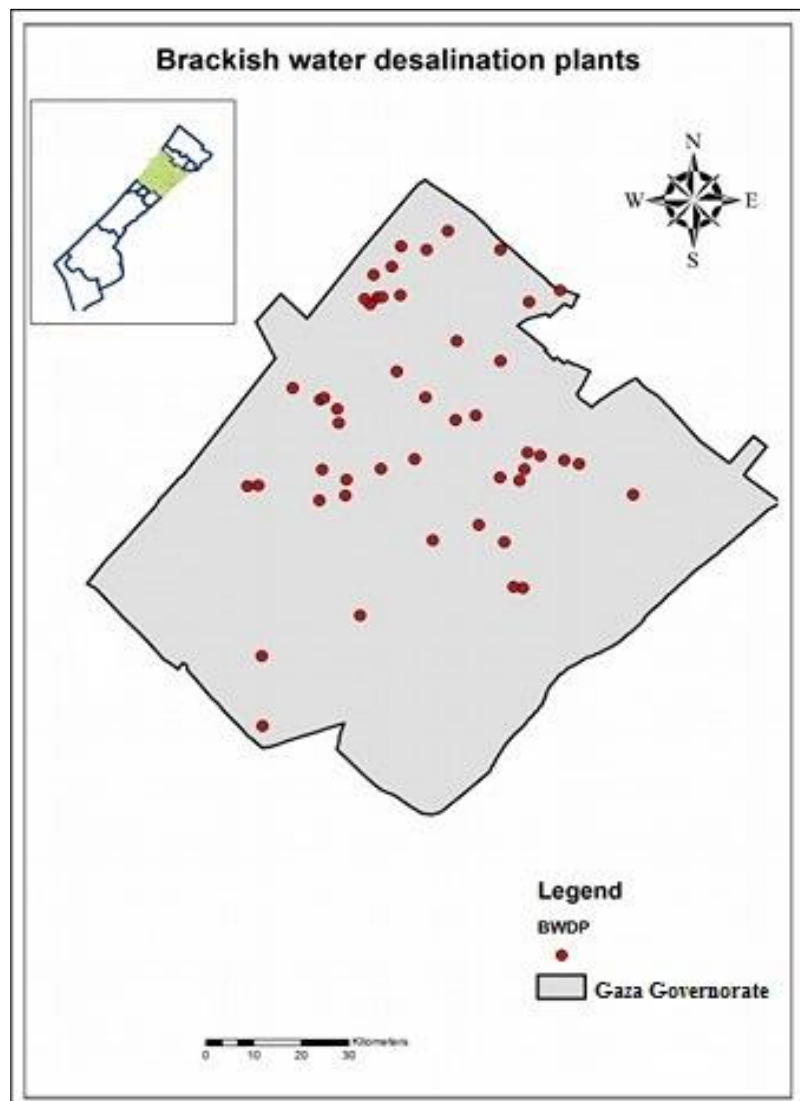 Brackish water desalination plants
N
W E
S
Legend
BWDP
Gaza Governorate
Kilometers
0 10 20 30